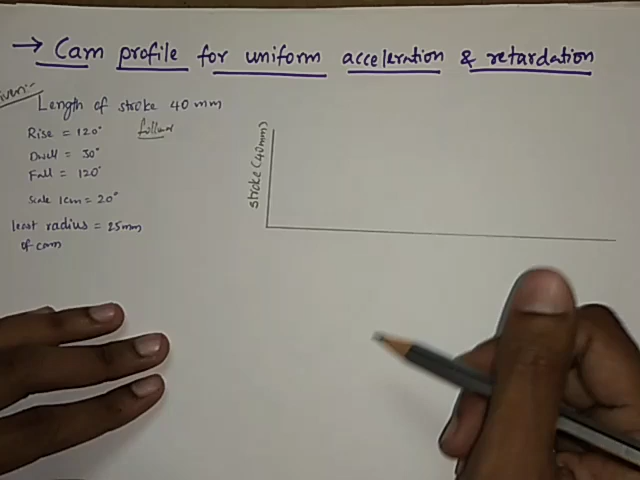 → Cam profile for uniform acceleration & retardation
Given:-
Length of stroke 40 mm
Rise = 120° follower
Dwell = 30°
Fall = 120°
Scale 1cm = 20°
least radius = 25mm
of cam
stroke (40mm)